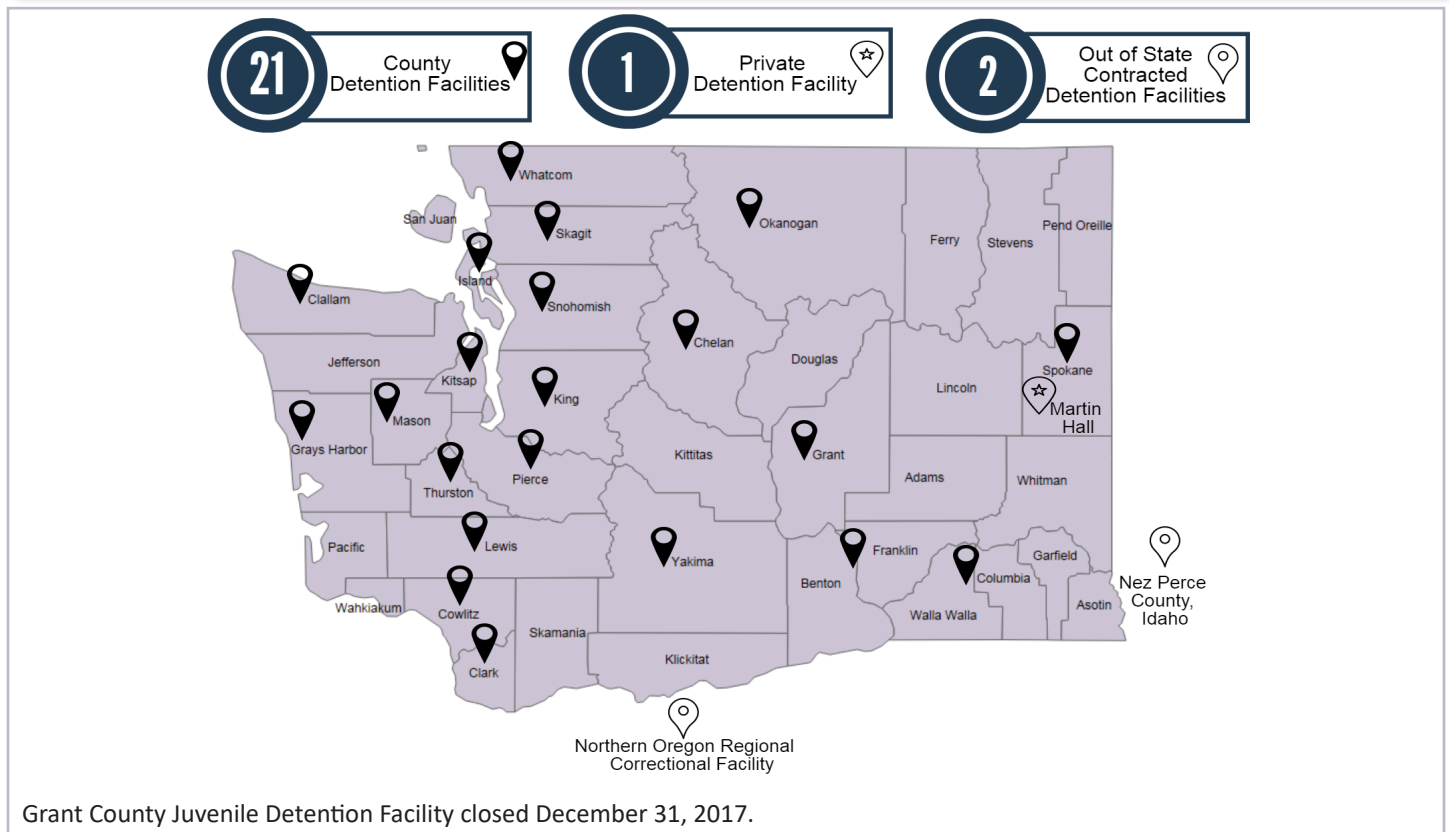 21
County
Detention Facilities
1
Private
Detention Facility
2
Out of State
Contracted
Detention Facilities
Whatcom
San Juan
Skagit
Okanogan
Ferry
Stevens
Pend Oreille
Island
Clallam
Snohomish
Chelan
Jefferson
Kitsap
Douglas
Spokane
King
Lincoln
Martin
Hall
Mason
Grays Harbor
Kittitas
Grant
Pierce
Thurston
Adams
Whitman
Pacific
Lewis
Yakima
Franklin
Garfield
Benton
Columbia
Nez Perce
County,
Idaho
Wahkiakum
Cowlitz
Walla Walla
Asotin
Skamania
Clark
Klickitat
Northern Oregon Regional
Correctional Facility
Grant County Juvenile Detention Facility closed December 31, 2017.